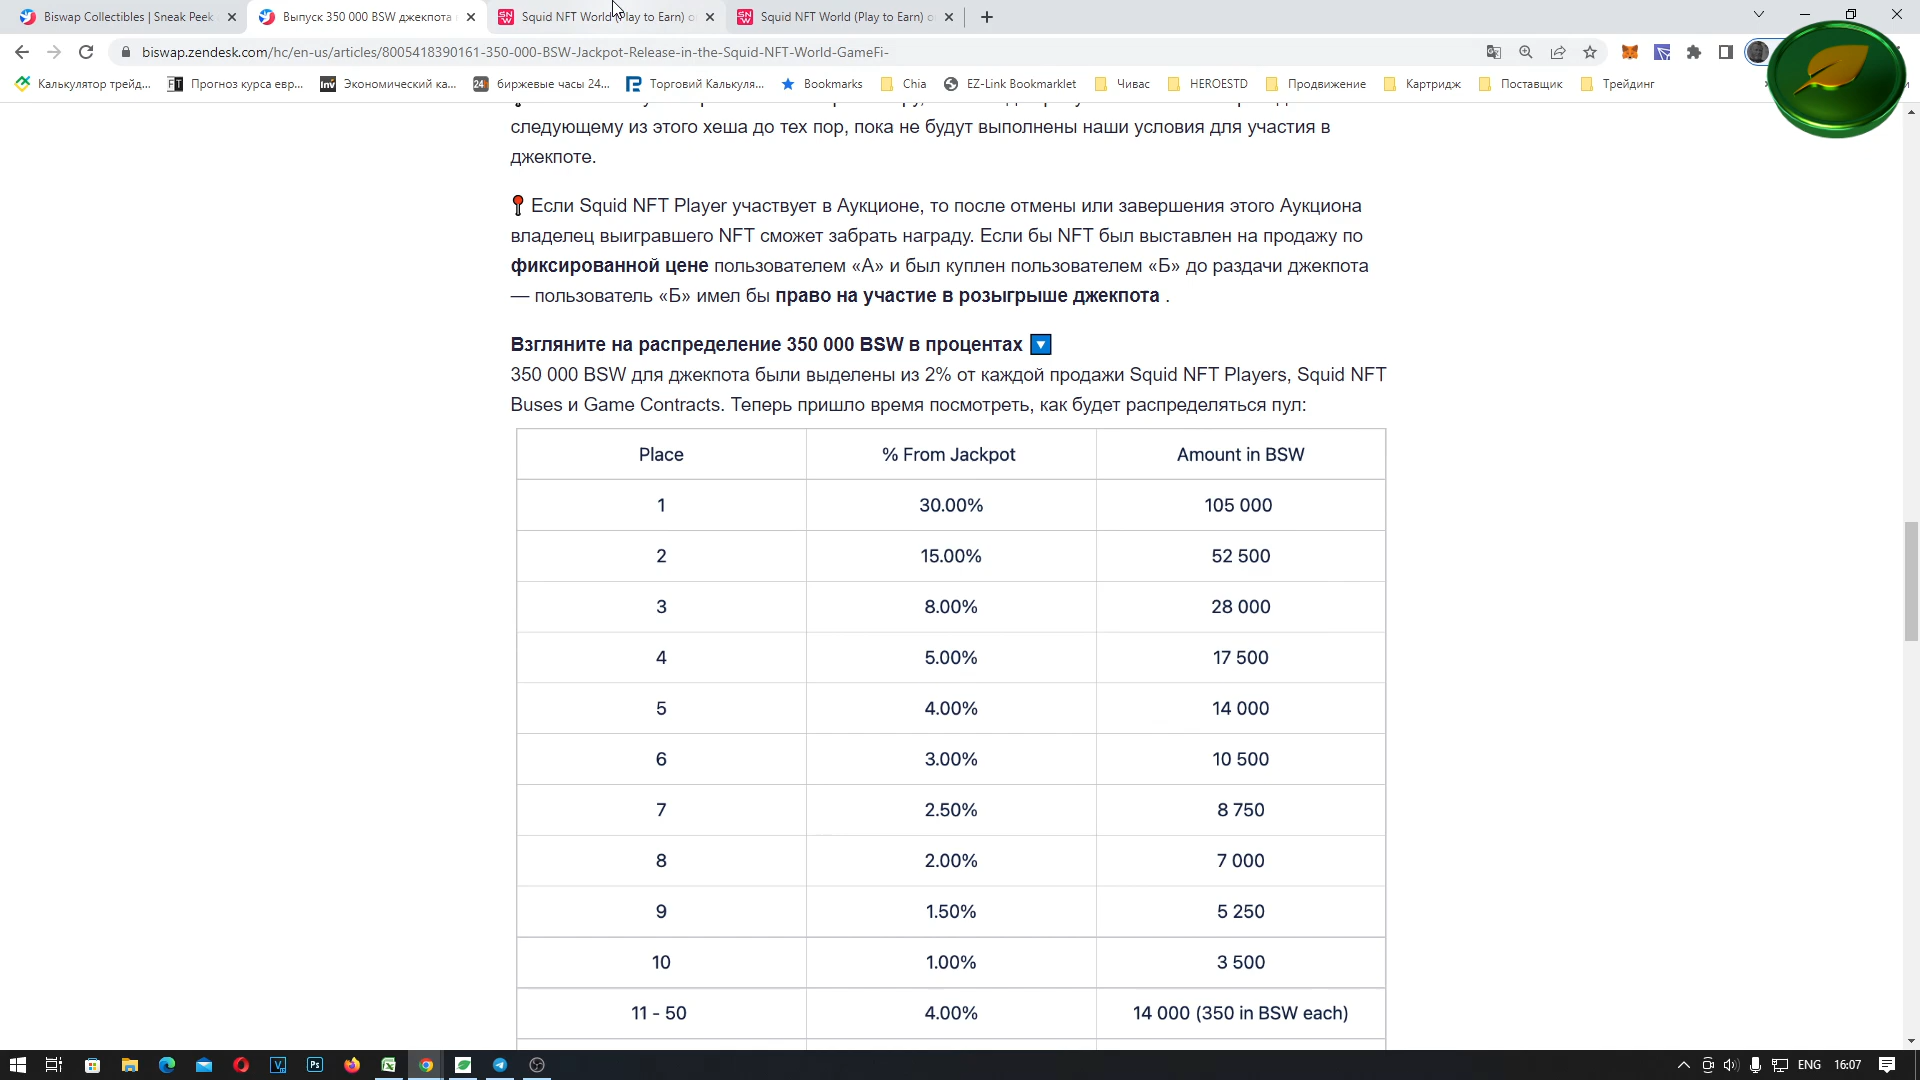 Biswap Collectibles | Sneak Peek
Выпуск 350 000 BSW джекпота
Squid NFT World (Play to Earn) o
Squid NFT World (Play to Earn) o
biswap.zendesk.com/hc/en-us/articles/8005418390161-350-000-BSW-Jackpot-Release-in-the-Squid-NFT-World-GameFi-
Калькулятор трейд...
Прогноз курса евр...
Экономический ка...
биржевые часы 24...
Торговий Калькуля...
Bookmarks
Chia
EZ-Link Bookmarklet
Чивас
HEROESTD
Продвижение
Картридж
Поставщик
Трейдинг
следующему из этого хеша до тех пор, пока не будут выполнены наши условия для участия в
джекпоте.
Если Squid NFT Player участвует в Аукционе, то после отмены или завершения этого Аукциона
владелец выигравшего NFT сможет забрать награду. Если бы NFT был выставлен на продажу по
фиксированной цене пользователем «А» и был куплен пользователем «Б» до раздачи джекпота
— пользователь «Б» имел бы право на участие в розыгрыше джекпота .
Взгляните на распределение 350 000 BSW в процентах
350 000 BSW для джекпота были выделены из 2% от каждой продажи Squid NFT Players, Squid NFT
Buses и Game Contracts. Теперь пришло время посмотреть, как будет распределяться пул:
Place % From Jackpot Amount in BSW
1 30.00% 105 000
2 15.00% 52 500
3 8.00% 28 000
4 5.00% 17 500
5 4.00% 14 000
6 3.00% 10 500
7 2.50% 8 750
8 2.00% 7 000
9 1.50% 5 250
10 1.00% 3 500
11 - 50 4.00% 14 000 (350 in BSW each)
ENG 16:07